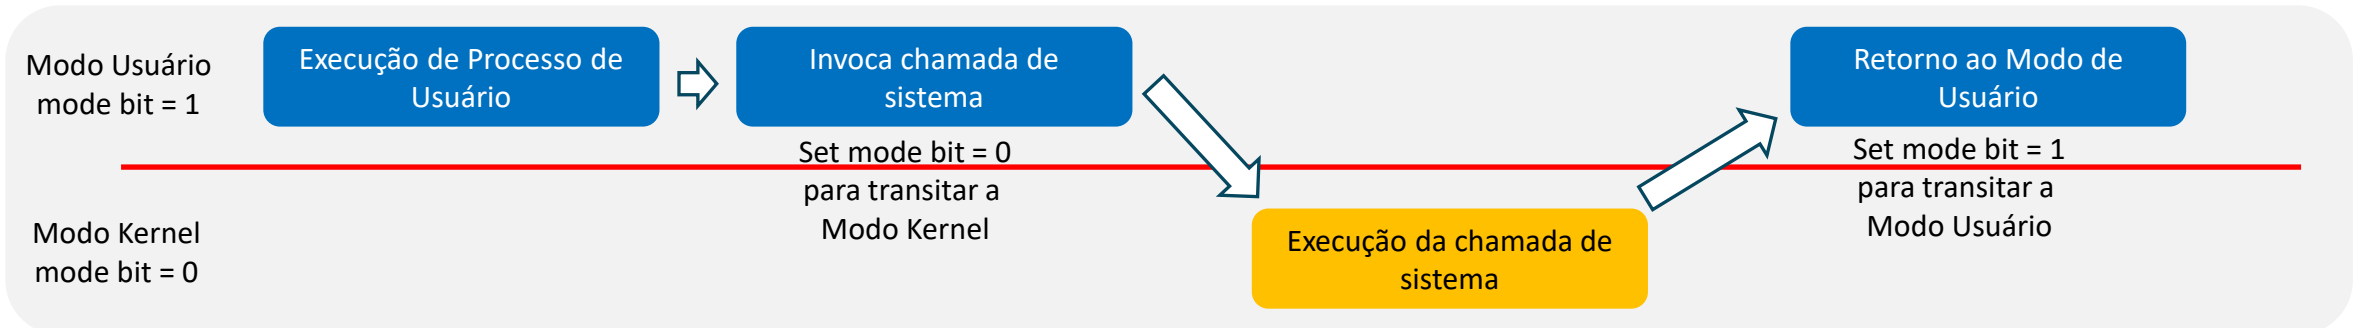 Modo Usuário
mode bit = 1
Execução de Processo de
Usuário
Invoca chamada de
sistema
Set mode bit = 0
para transitar a
Modo Kernel
Retorno ao Modo de
Usuário
Set mode bit = 1
para transitar a
Modo Usuário
Modo Kernel
mode bit = 0
Execução da chamada de
sistema